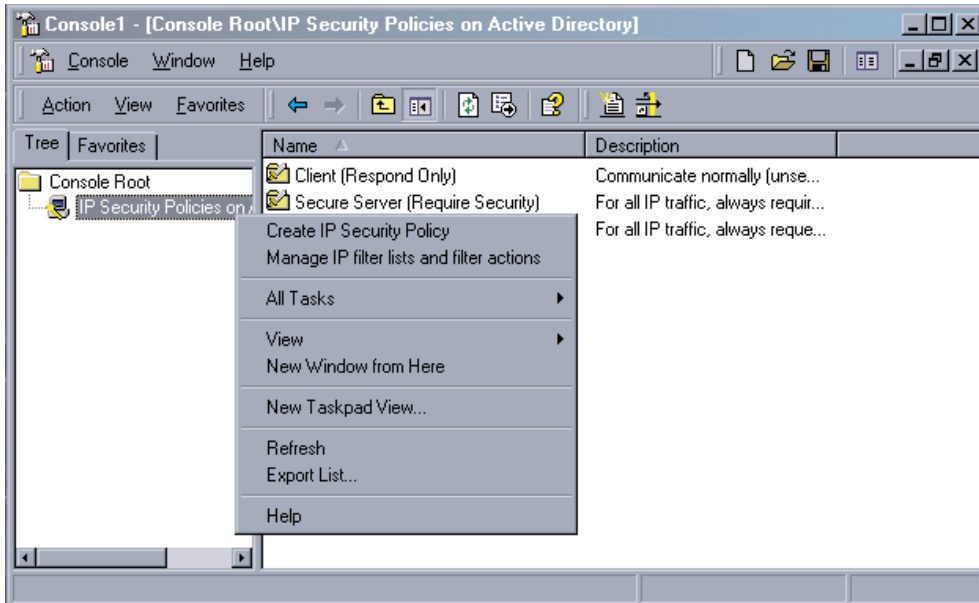 Console1 - [Console Root\IP Security Policies on Active Directory]
Console Window Help
Action View Favorites
Tree Favorites Name Description
Console Root Client (Respond Only) Communicate normally (unse...
IP Security Policies on Secure Server (Require Security) For all IP traffic, always requir...
Create IP Security Policy For all IP traffic, always reque...
Manage IP filter lists and filter actions
All Tasks
View
New Window from Here
New Taskpad View...
Refresh
Export List...
Help